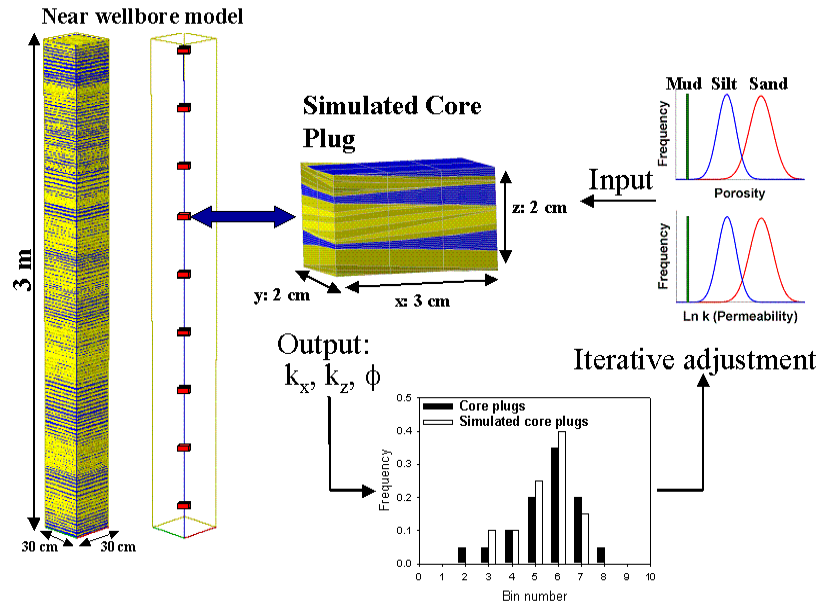 Near wellbore model
3 m
30 cm
30 cm
Simulated Core
Plug
z: 2 cm
y: 2 cm
x: 3 cm
Input
Mud Silt Sand
Frequency
Porosity
Frequency
Ln k (Permeability)
Output:
kx, kz, ϕ
Iterative adjustment
Core plugs
Simulated core plugs
Frequency
0.5
0.4
0.3
0.2
0.1
0.0
0 1 2 3 4 5 6 7 8 9 10
Bin number